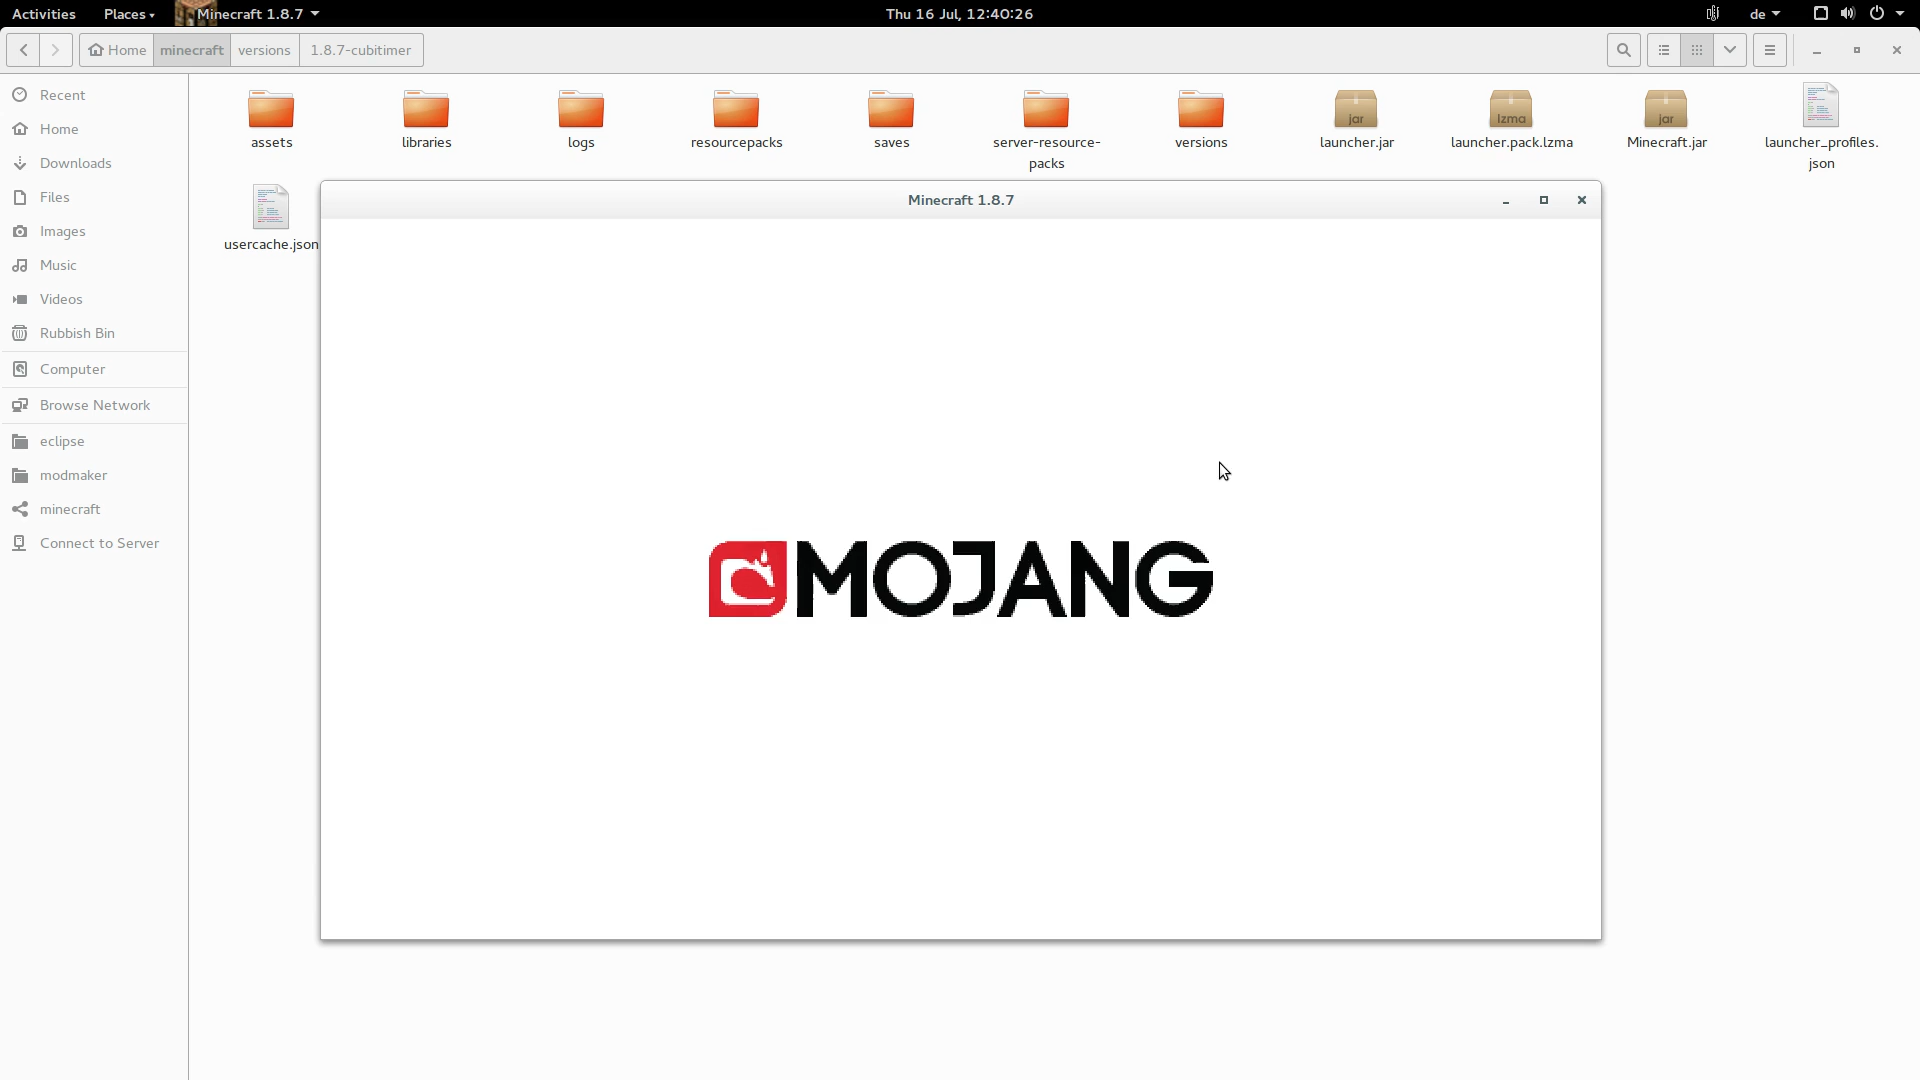 Activities Places Minecraft 1.8.7 Thu 16 Jul, 12:40:26 de
Home minecraft versions 1.8.7-cubitimer
Recent
Home
Downloads
Files
Images
Music
Videos
Rubbish Bin
Computer
Browse Network
eclipse
modmaker
minecraft
Connect to Server
assets libraries logs resourcepacks saves server-resource- versions launcher.jar launcher.pack.lzma Minecraft.jar launcher_profiles.
packs json
jar lzma jar
usercache.json
Minecraft 1.8.7
MOJANG